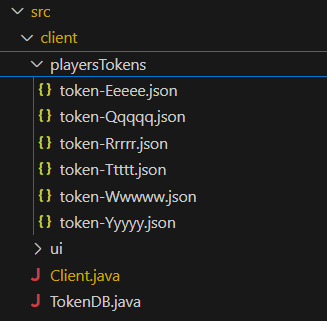 src
client
playersTokens
{} token-Eeeee.json
{} token-Qqqqq.json
{} token-Rrrrr.json
{} token-Ttttt.json
{} token-Wwwww.json
{} token-Yyyyy.json
ui
J Client.java
J TokenDB.java